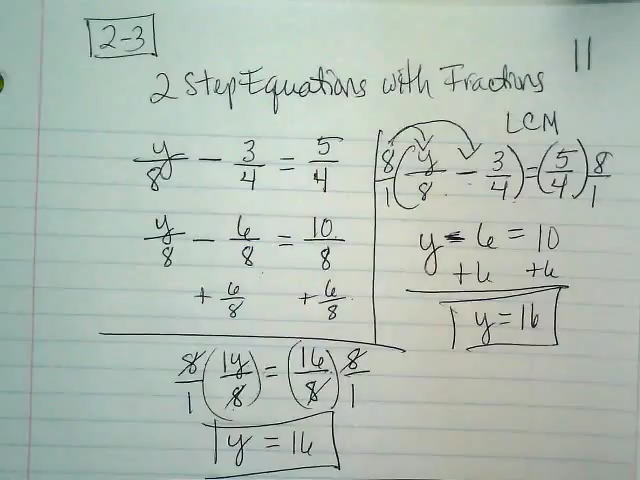 2-3
11
2 Step Equations with Fractions
y/8 - 3/4 = 5/4
y/8 - 6/8 = 10/8
+ 6/8 + 6/8
8/1 (1y/8) = (16/8) 8/1
y = 16
LCM
8/1 (y/8 - 3/4) = (5/4) 8/1
y - 6 = 10
+6 +6
y = 16